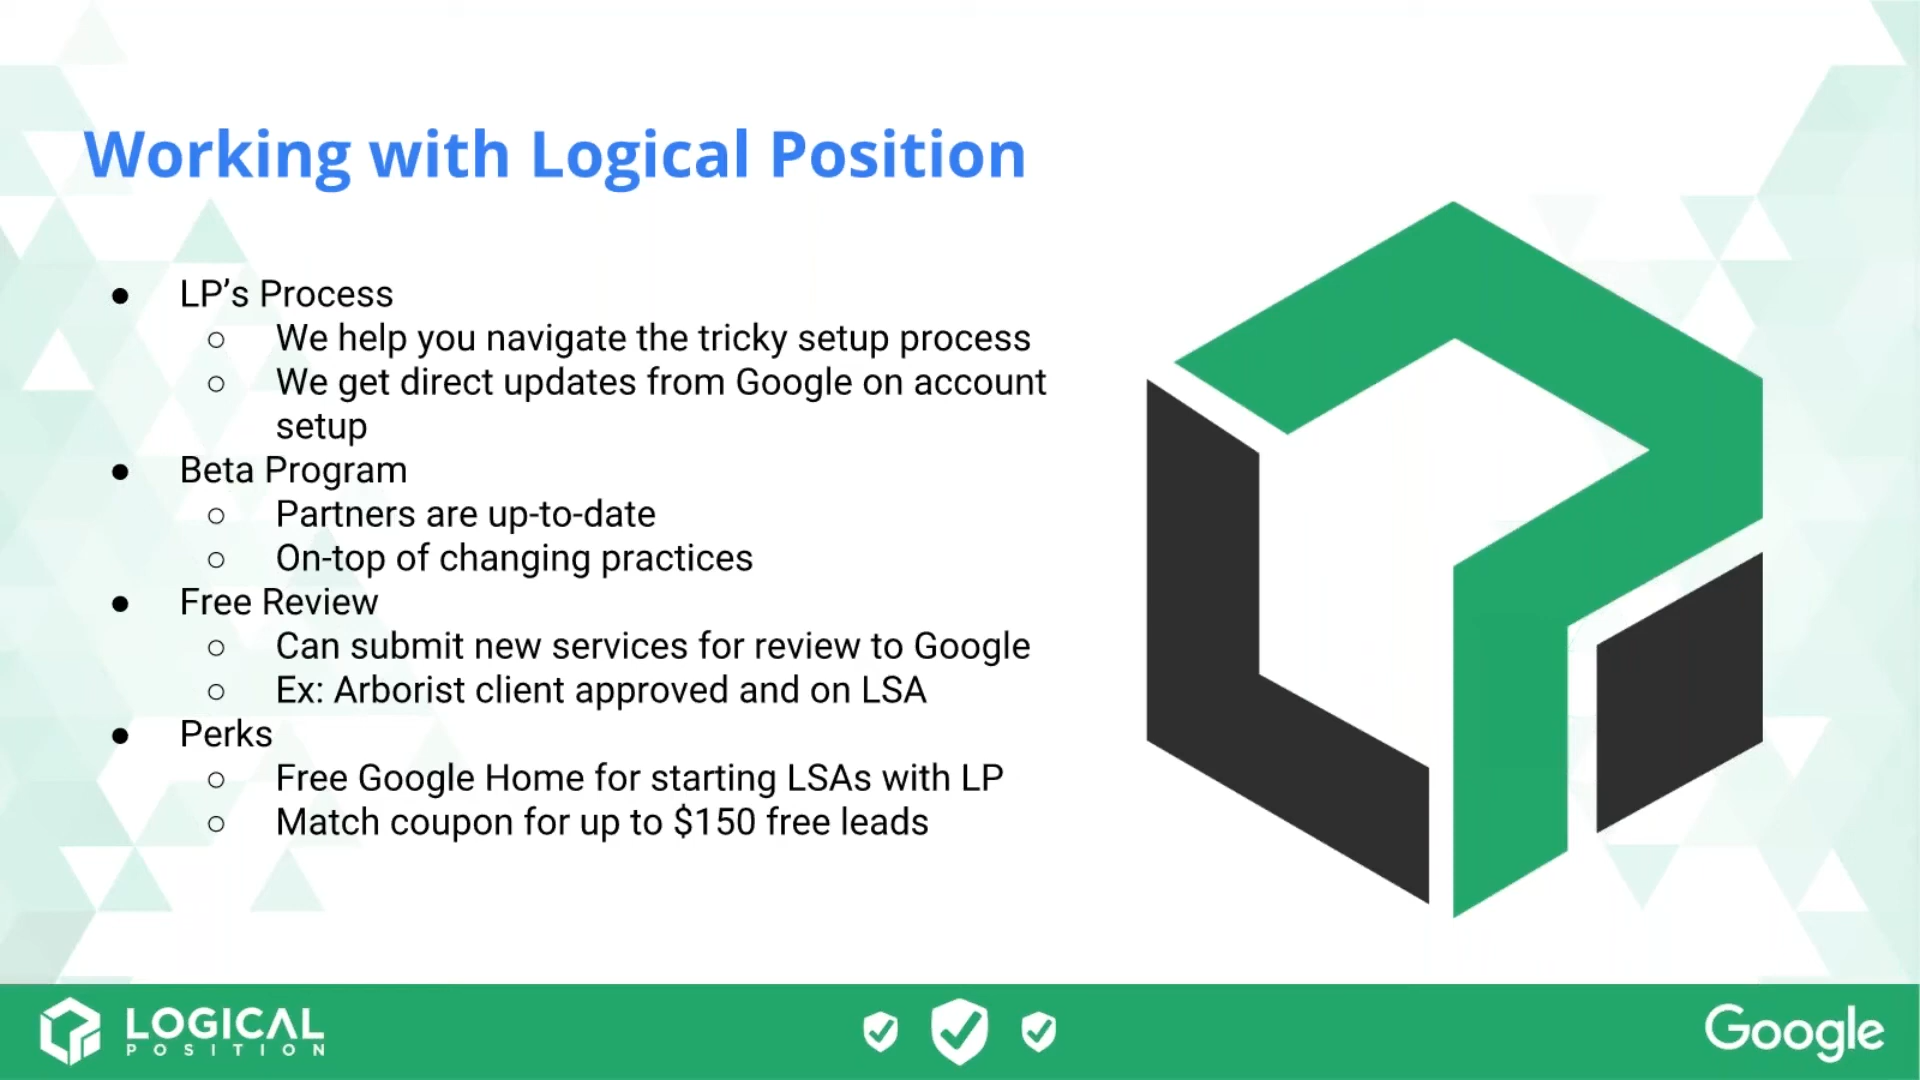 Working with Logical Position
● LP’s Process
○ We help you navigate the tricky setup process
○ We get direct updates from Google on account
setup
● Beta Program
○ Partners are up-to-date
○ On-top of changing practices
● Free Review
○ Can submit new services for review to Google
○ Ex: Arborist client approved and on LSA
● Perks
○ Free Google Home for starting LSAs with LP
○ Match coupon for up to $150 free leads
LOGICAL
POSITION
Google